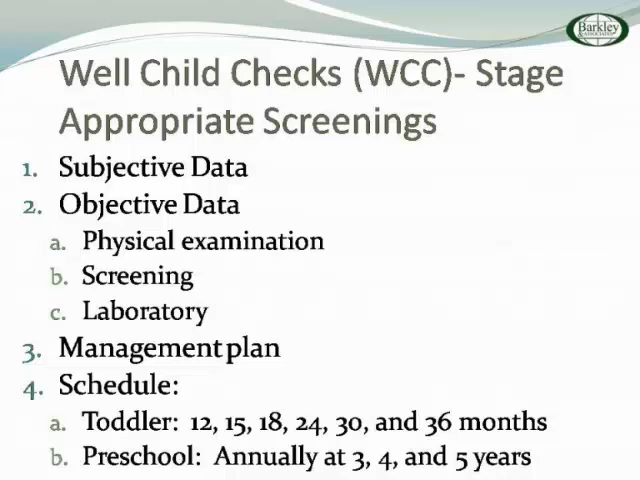 Barkley
& ASSOCIATES
Well Child Checks (WCC)- Stage
Appropriate Screenings
1. Subjective Data
2. Objective Data
a. Physical examination
b. Screening
c. Laboratory
3. Management plan
4. Schedule:
a. Toddler: 12, 15, 18, 24, 30, and 36 months
b. Preschool: Annually at 3, 4, and 5 years